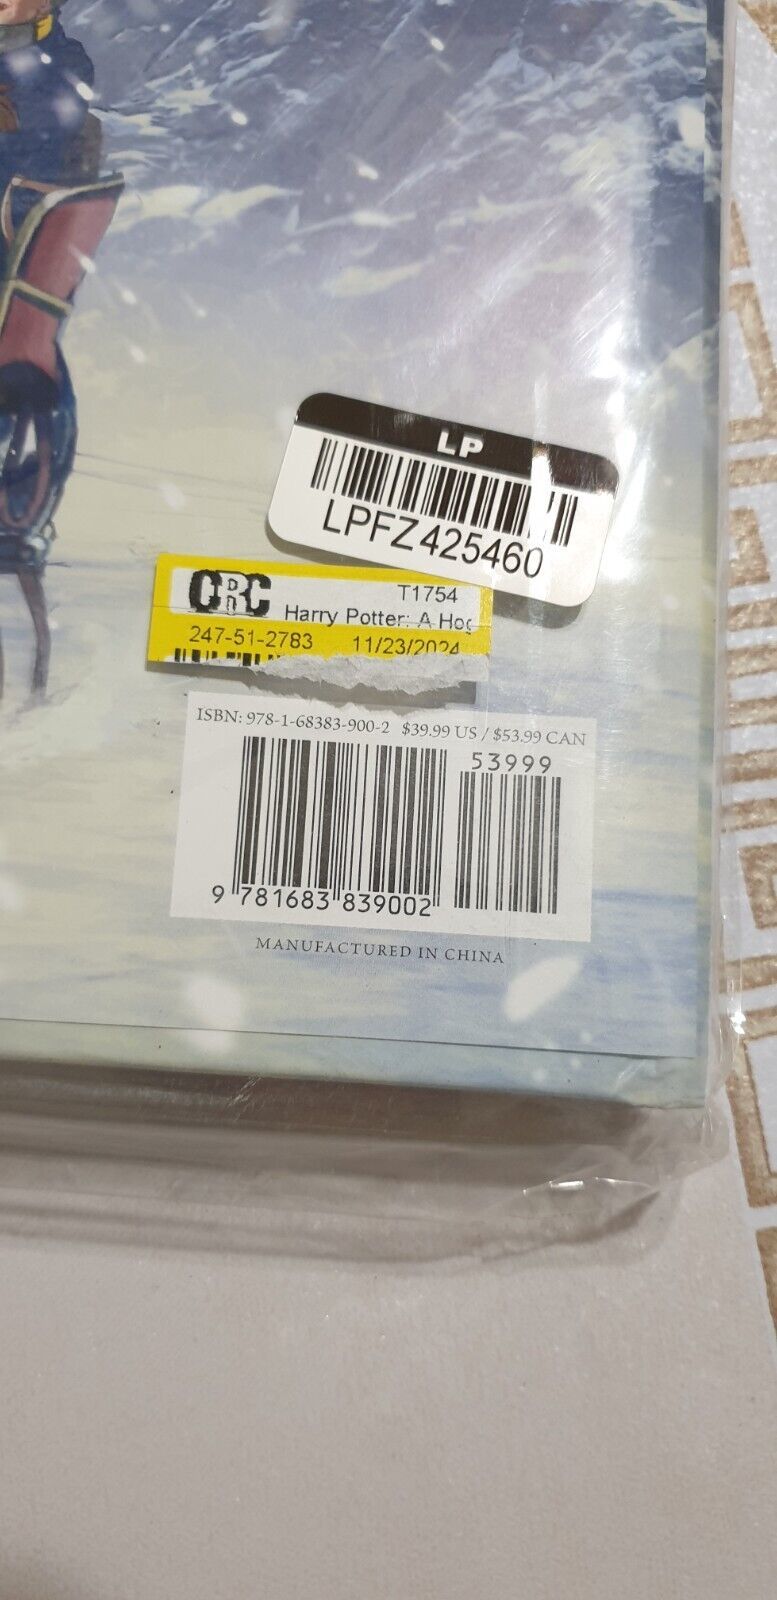 LP
LPFZ425460
CRC T1754
Harry Potter: A Hog
247-51-2783 11/23/2024
ISBN: 978-1-68383-900-2 $39.99 US / $53.99 CAN
53999
9 781683 839002
MANUFACTURED IN CHINA